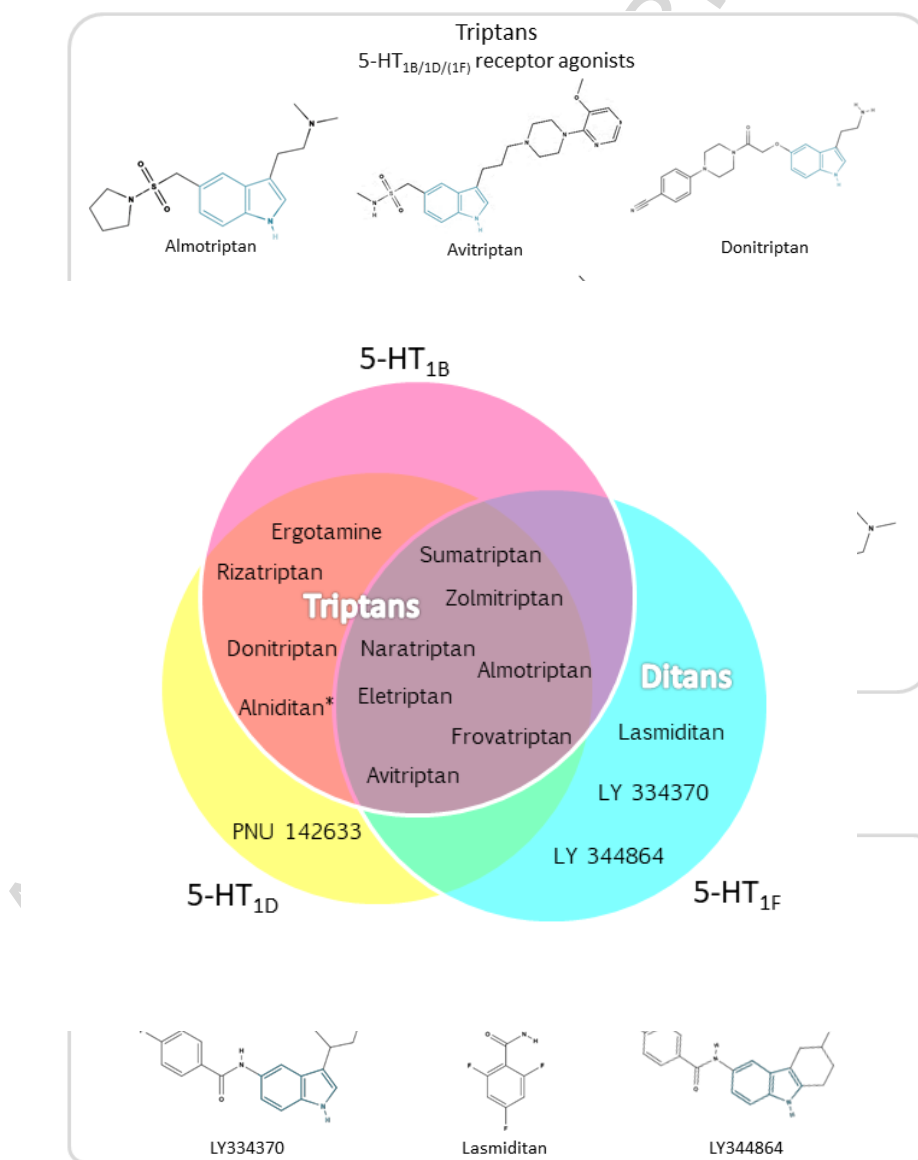 Triptans
5-HT1B/1D/(1F) receptor agonists
Almotriptan
Avitriptan
Donitriptan
5-HT1B
Ergotamine
Sumatriptan
Rizatriptan
Zolmitriptan
Triptans
Donitriptan
Naratriptan
Almotriptan
Ditans
Alniditan*
Eletriptan
Frovatriptan
Lasmiditan
Avitriptan
LY 334370
PNU 142633
LY 344864
5-HT1D
5-HT1F
LY334370
Lasmiditan
LY344864